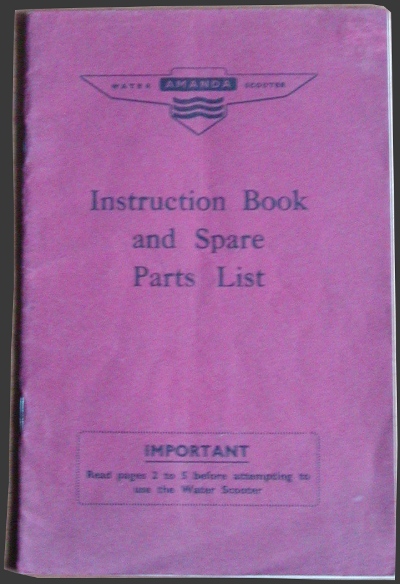 WATER AMANDA SCOOTER
Instruction Book
and Spare
Parts List
IMPORTANT
Read pages 2 to 5 before attempting to
use the Water Scooter